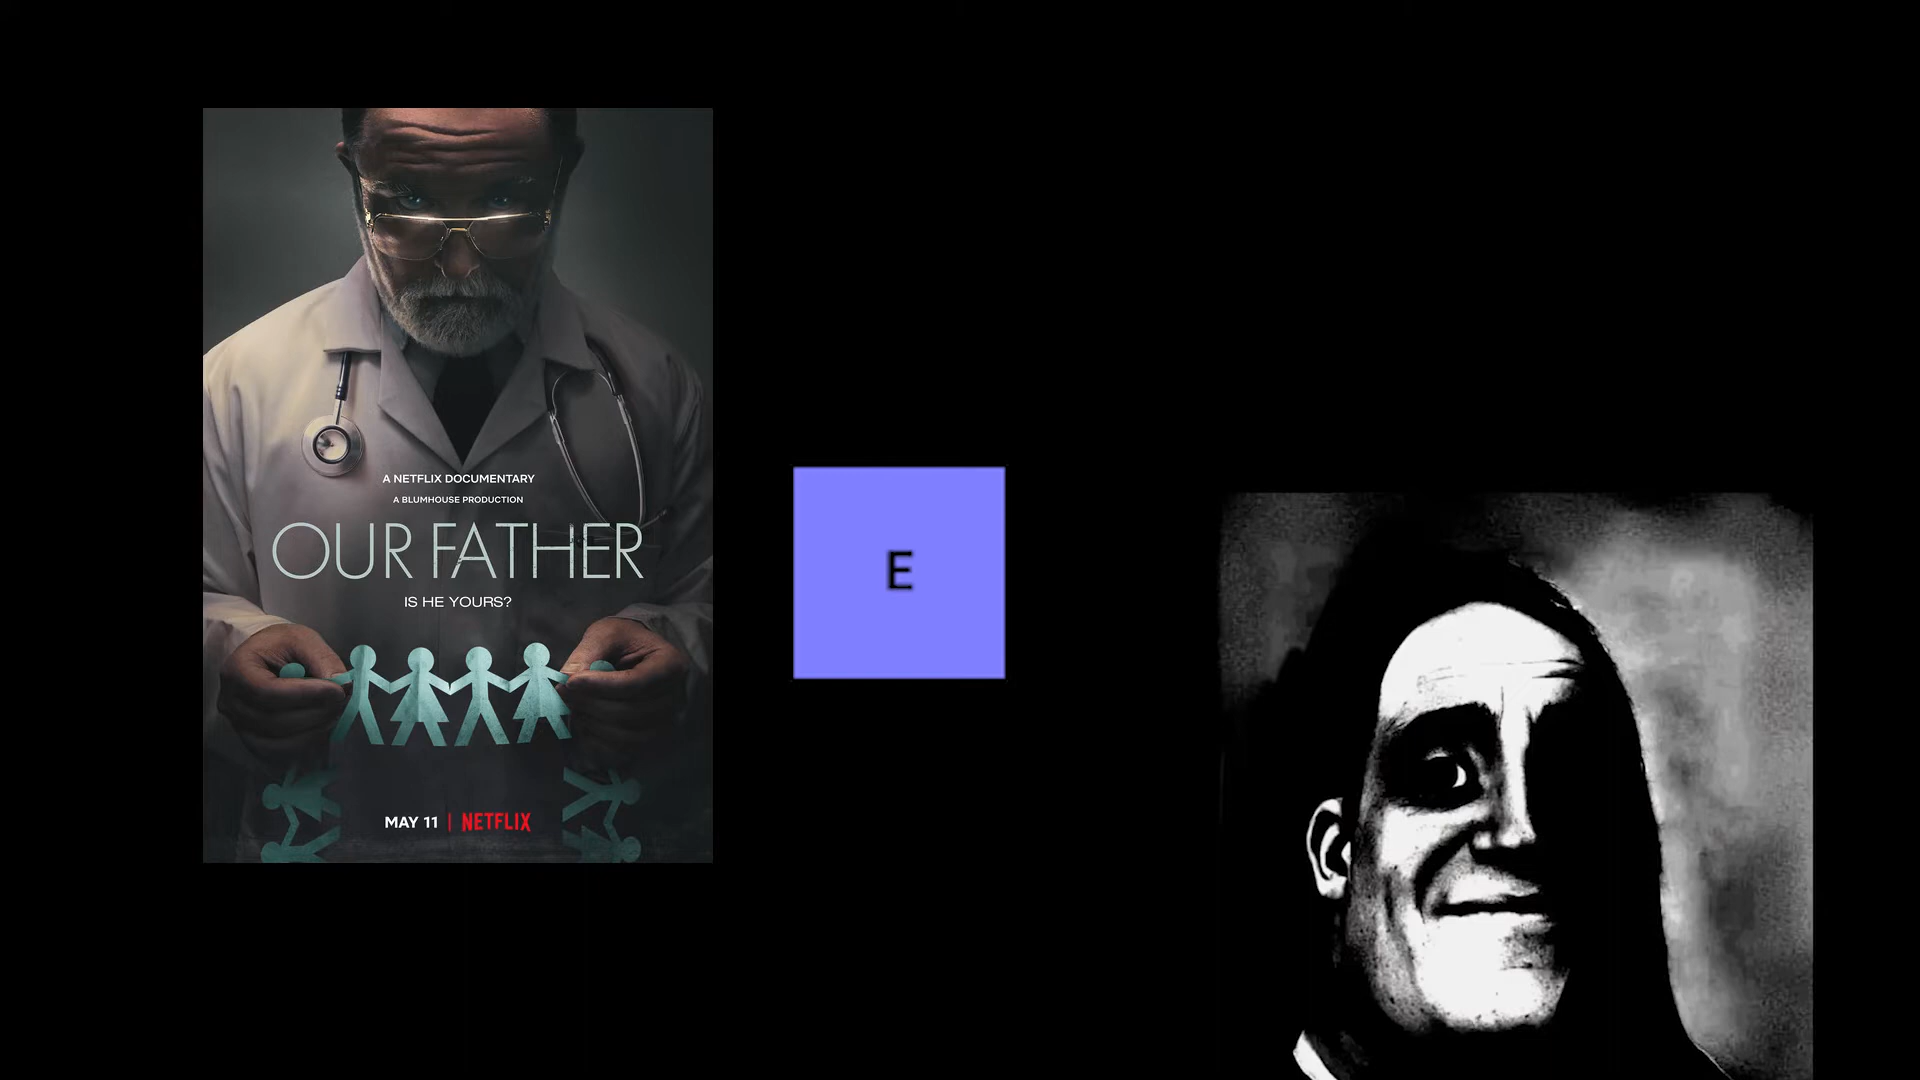 A NETFLIX DOCUMENTARY
A BLUMHOUSE PRODUCTION
OUR FATHER
IS HE YOURS?
MAY 11 | NETFLIX
E